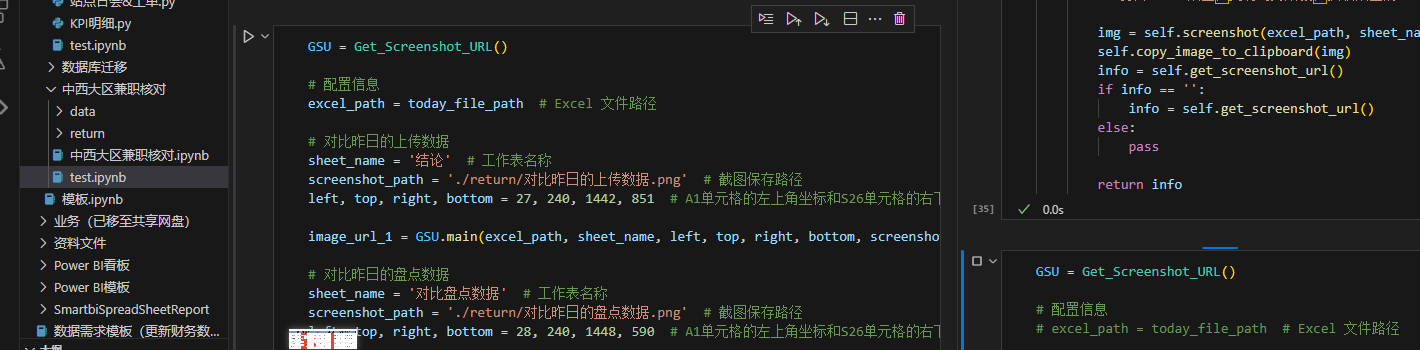 站点日会&工单.py
KPI明细.py
test.ipynb
数据库迁移
中西大区兼职核对
data
return
中西大区兼职核对.ipynb
test.ipynb
模板.ipynb
业务（已移至共享网盘）
资料文件
Power BI看板
Power BI模板
SmartbiSpreadSheetReport
数据需求模板（更新财务数...
GSU = Get_Screenshot_URL()
# 配置信息
excel_path = today_file_path  # Excel 文件路径
# 对比昨日的上传数据
sheet_name = '结论'  # 工作表名称
screenshot_path = './return/对比昨日的上传数据.png'  # 截图保存路径
left, top, right, bottom = 27, 240, 1442, 851  # A1单元格的左上角坐标和S26单元格的右下
image_url_1 = GSU.main(excel_path, sheet_name, left, top, right, bottom, screenshot
# 对比昨日的盘点数据
sheet_name = '对比盘点数据'  # 工作表名称
screenshot_path = './return/对比昨日的盘点数据.png'  # 截图保存路径
top, right, bottom = 28, 240, 1448, 590  # A1单元格的左上角坐标和S26单元格的右下
img = self.screenshot(excel_path, sheet_na
self.copy_image_to_clipboard(img)
info = self.get_screenshot_url()
if info == '':
info = self.get_screenshot_url()
else:
pass
return info
[35]
0.0s
GSU = Get_Screenshot_URL()
# 配置信息
# excel_path = today_file_path  # Excel 文件路径